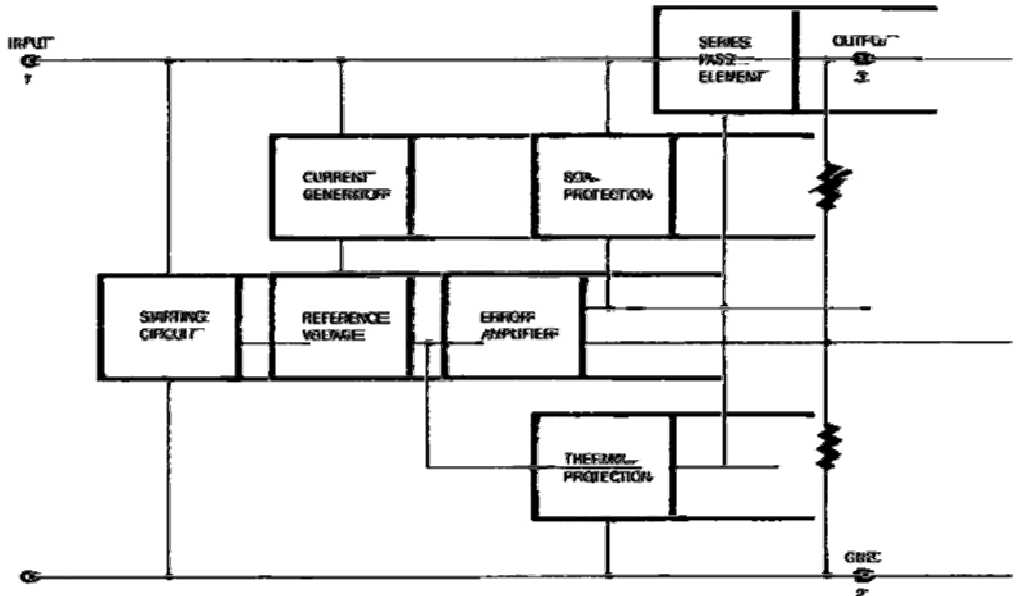 INPUT
1
SERIES
PASS
ELEMENT
OUTPUT
3
CURRENT
GENERATOR
SOA
PROTECTION
STARTING
CIRCUIT
REFERENCE
VOLTAGE
ERROR
AMPLIFIER
THERMAL
PROTECTION
GND
2